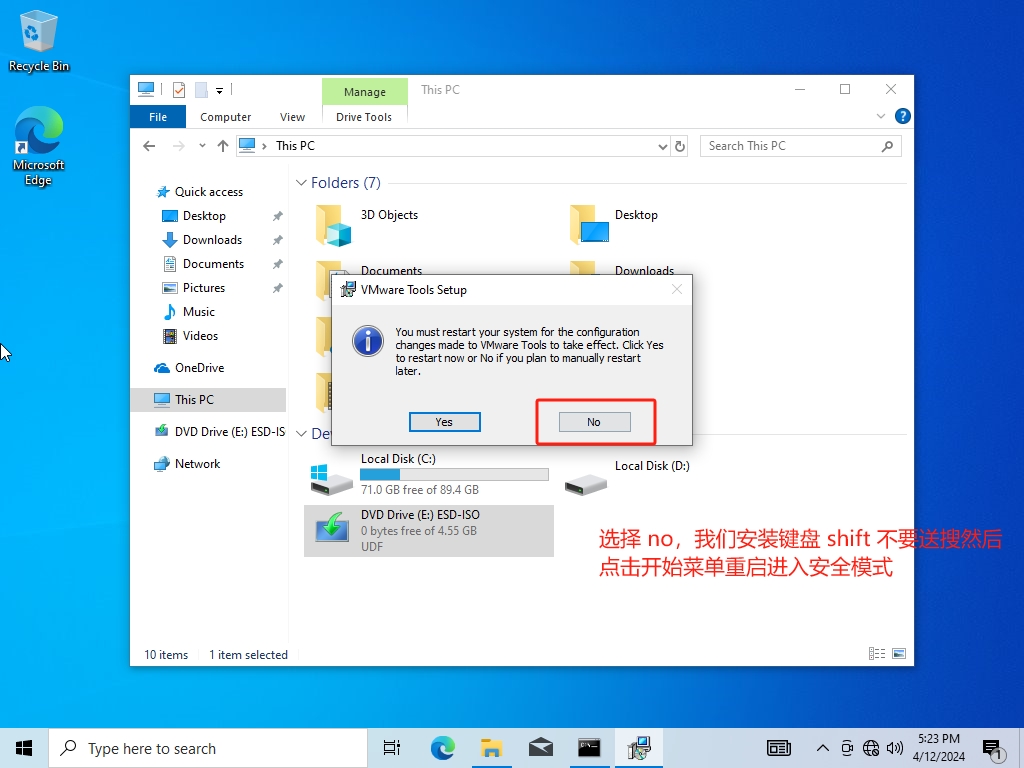 Recycle Bin
Microsoft
Edge
Manage
This PC
File
Computer
View
Drive Tools
This PC
Search This PC
Quick access
Desktop
Downloads
Documents
Pictures
Music
Videos
OneDrive
This PC
DVD Drive (E:) ESD-IS
Network
Folders (7)
3D Objects
Desktop
Documents
Downloads
VMware Tools Setup
You must restart your system for the configuration
changes made to VMware Tools to take effect. Click Yes
to restart now or No if you plan to manually restart
later.
Yes
No
De
Local Disk (C:)
71.0 GB free of 89.4 GB
Local Disk (D:)
DVD Drive (E:) ESD-ISO
0 bytes free of 4.55 GB
UDF
选择 no，我们安装键盘 shift 不要送搜然后
点击开始菜单重启进入安全模式
10 items
1 item selected
Type here to search
5:23 PM
4/12/2024
1